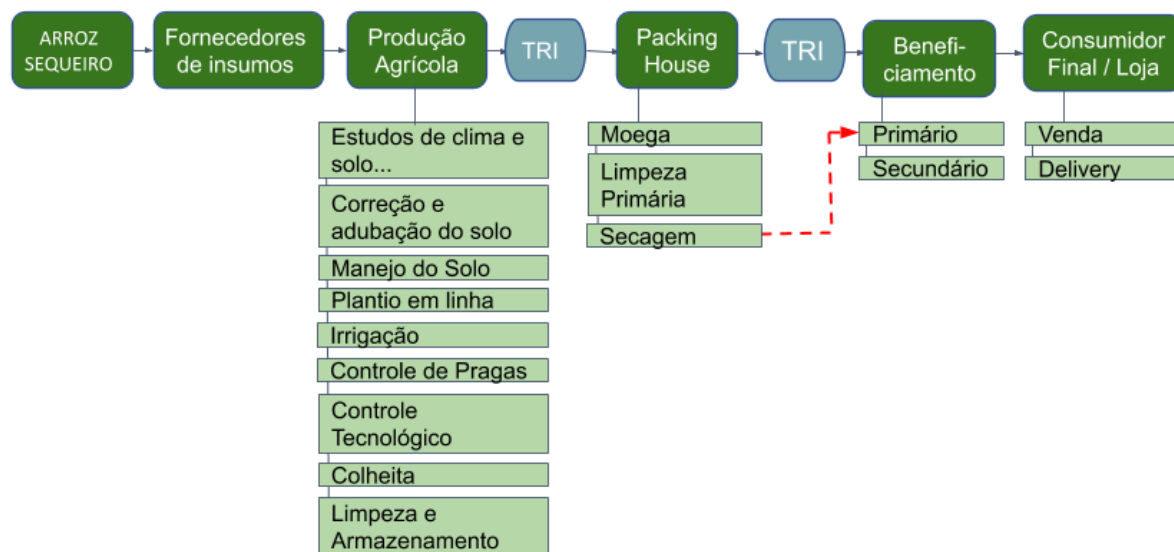 ARROZ
SEQUEIRO
Fornecedores
de insumos
Produção
Agrícola
TRI
Packing
House
TRI
Benefi-
ciamento
Consumidor
Final / Loja
Estudos de clima e
solo...
Correção e
adubação do solo
Manejo do Solo
Plantio em linha
Irrigação
Controle de Pragas
Controle
Tecnológico
Colheita
Limpeza e
Armazenamento
Moega
Limpeza
Primária
Secagem
Primário
Secundário
Venda
Delivery